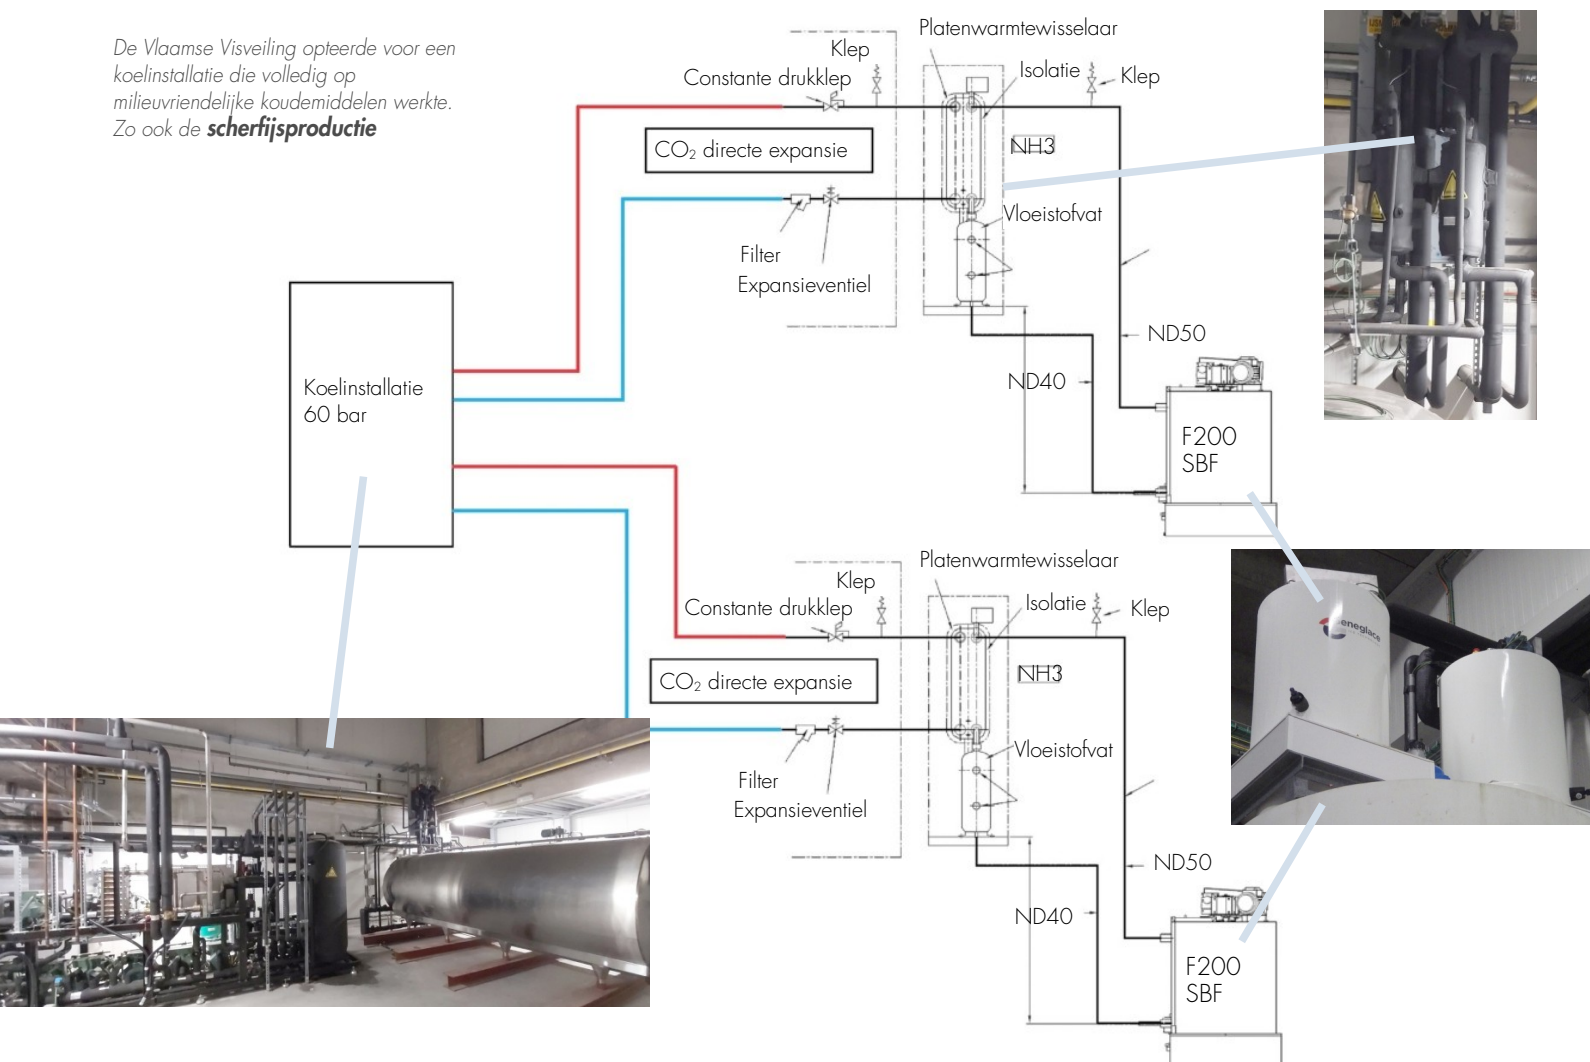 De Vlaamse Visveiling opteerde voor een
koelinstallatie die volledig op
milieuvriendelijke koudemiddelen werkte.
Zo ook de scherfijsproductie
Platenwarmtewisselaar
Klep
Constante drukklep
Isolatie
Klep
CO₂ directe expansie
NH3
Vloeistofvat
Filter
Expansieventiel
ND50
ND40
Koelinstallatie
60 bar
F200
SBF
Platenwarmtewisselaar
Klep
Constante drukklep
Isolatie
Klep
CO₂ directe expansie
NH3
Vloeistofvat
Filter
Expansieventiel
ND50
ND40
F200
SBF